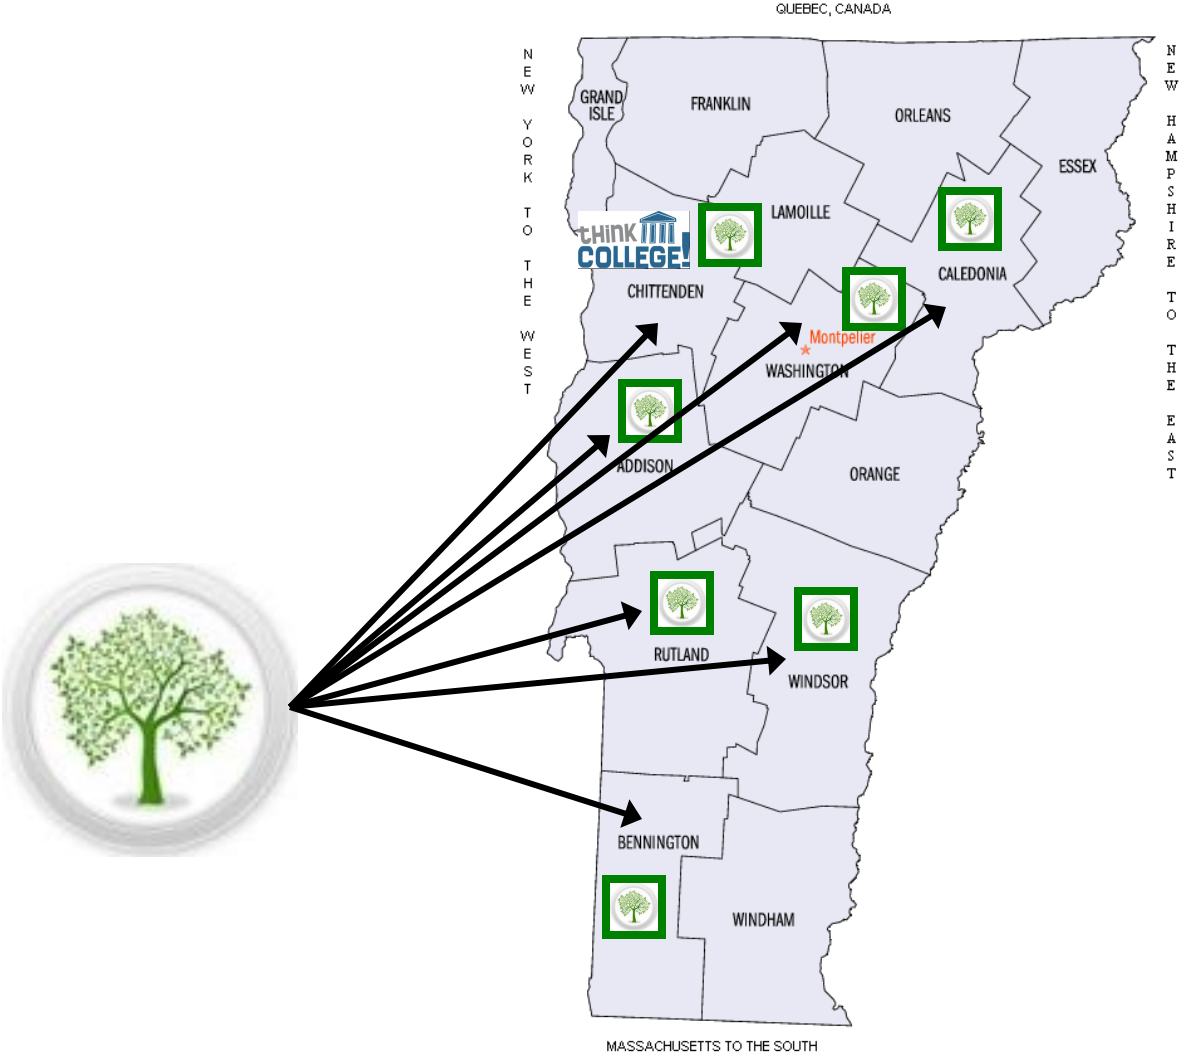 QUEBEC, CANADA
NEW YORK TO THE WEST
NEW HAMPSHIRE TO THE EAST
GRAND
ISLE
FRANKLIN
ORLEANS
ESSEX
LAMOILLE
THINK
COLLEGE!
CHITTENDEN
CALEDONIA
Montpelier
WASHINGTON
ADDISON
ORANGE
RUTLAND
WINDSOR
BENNINGTON
WINDHAM
MASSACHUSETTS TO THE SOUTH